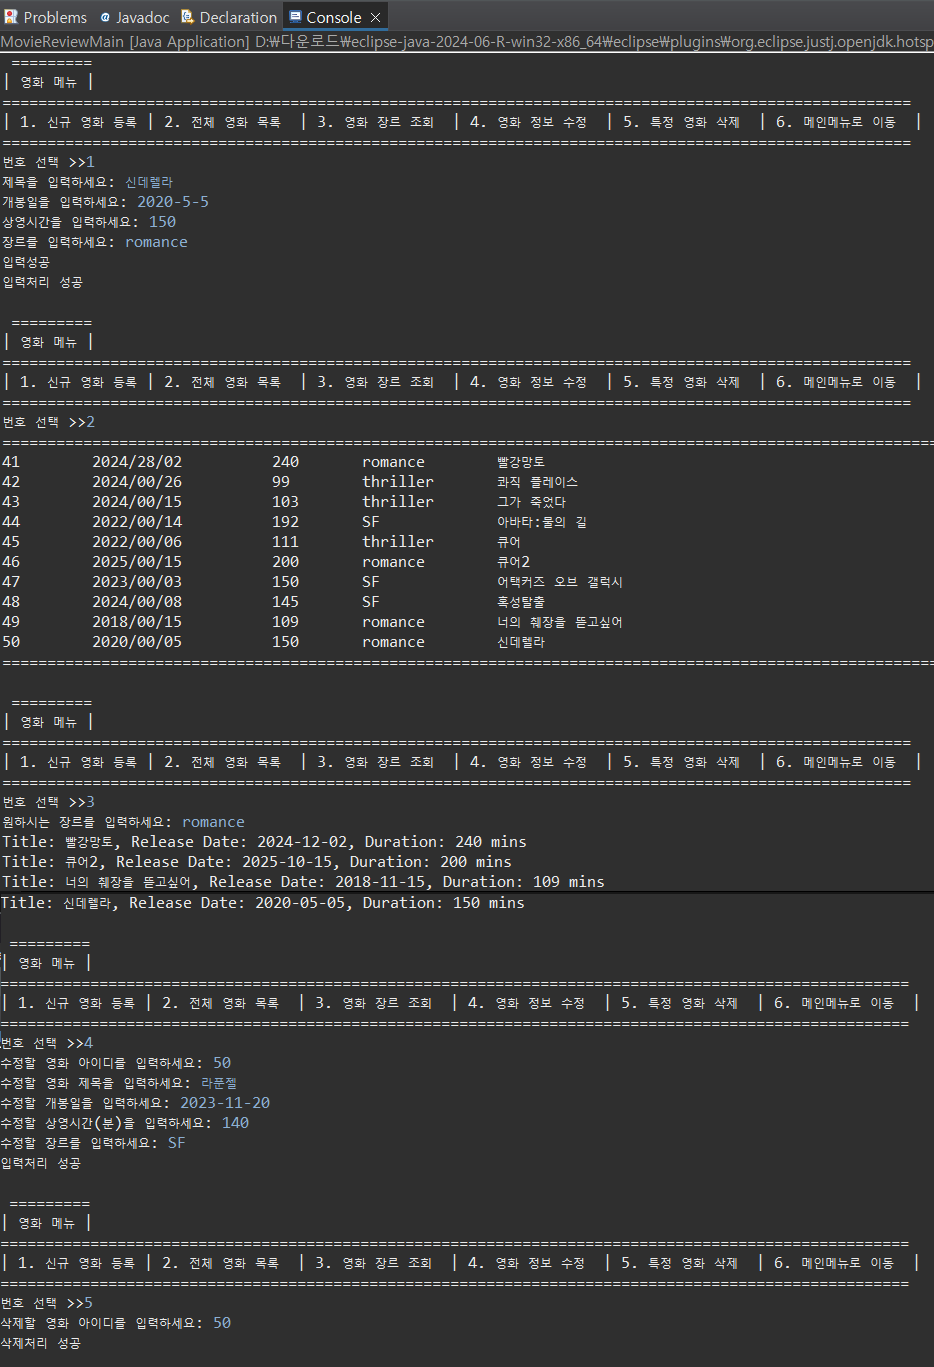 Problems Javadoc Declaration Console
MovieReviewMain [Java Application] D:₩다운로드₩eclipse-java-2024-06-R-win32-x86_64₩eclipse₩plugins₩org.eclipse.justj.openjdk.hotsp
=========
| 영화 메뉴 |
=====================================================================================================
| 1. 신규 영화 등록 | 2. 전체 영화 목록 | 3. 영화 장르 조회 | 4. 영화 정보 수정 | 5. 특정 영화 삭제 | 6. 메인메뉴로 이동 |
=====================================================================================================
번호 선택 >>1
제목을 입력하세요: 신데렐라
개봉일을 입력하세요: 2020-5-5
상영시간을 입력하세요: 150
장르를 입력하세요: romance
입력성공
입력처리 성공
=========
| 영화 메뉴 |
=====================================================================================================
| 1. 신규 영화 등록 | 2. 전체 영화 목록 | 3. 영화 장르 조회 | 4. 영화 정보 수정 | 5. 특정 영화 삭제 | 6. 메인메뉴로 이동 |
=====================================================================================================
번호 선택 >>2
========================================================================================================
41 2024/28/02 240 romance 빨강망토
42 2024/00/26 99 thriller 콰직 플레이스
43 2024/00/15 103 thriller 그가 죽었다
44 2022/00/14 192 SF 아바타:물의 길
45 2022/00/06 111 thriller 큐어
46 2025/00/15 200 romance 큐어2
47 2023/00/03 150 SF 어택커즈 오브 갤럭시
48 2024/00/08 145 SF 혹성탈출
49 2018/00/15 109 romance 너의 췌장을 뜯고싶어
50 2020/00/05 150 romance 신데렐라
========================================================================================================
=========
| 영화 메뉴 |
=====================================================================================================
| 1. 신규 영화 등록 | 2. 전체 영화 목록 | 3. 영화 장르 조회 | 4. 영화 정보 수정 | 5. 특정 영화 삭제 | 6. 메인메뉴로 이동 |
=====================================================================================================
번호 선택 >>3
원하시는 장르를 입력하세요: romance
Title: 빨강망토, Release Date: 2024-12-02, Duration: 240 mins
Title: 큐어2, Release Date: 2025-10-15, Duration: 200 mins
Title: 너의 췌장을 뜯고싶어, Release Date: 2018-11-15, Duration: 109 mins
Title: 신데렐라, Release Date: 2020-05-05, Duration: 150 mins
=========
| 영화 메뉴 |
=====================================================================================================
| 1. 신규 영화 등록 | 2. 전체 영화 목록 | 3. 영화 장르 조회 | 4. 영화 정보 수정 | 5. 특정 영화 삭제 | 6. 메인메뉴로 이동 |
=====================================================================================================
번호 선택 >>4
수정할 영화 아이디를 입력하세요: 50
수정할 영화 제목을 입력하세요: 라푼젤
수정할 개봉일을 입력하세요: 2023-11-20
수정할 상영시간(분)을 입력하세요: 140
수정할 장르를 입력하세요: SF
입력처리 성공
=========
| 영화 메뉴 |
=====================================================================================================
| 1. 신규 영화 등록 | 2. 전체 영화 목록 | 3. 영화 장르 조회 | 4. 영화 정보 수정 | 5. 특정 영화 삭제 | 6. 메인메뉴로 이동 |
=====================================================================================================
번호 선택 >>5
삭제할 영화 아이디를 입력하세요: 50
삭제처리 성공